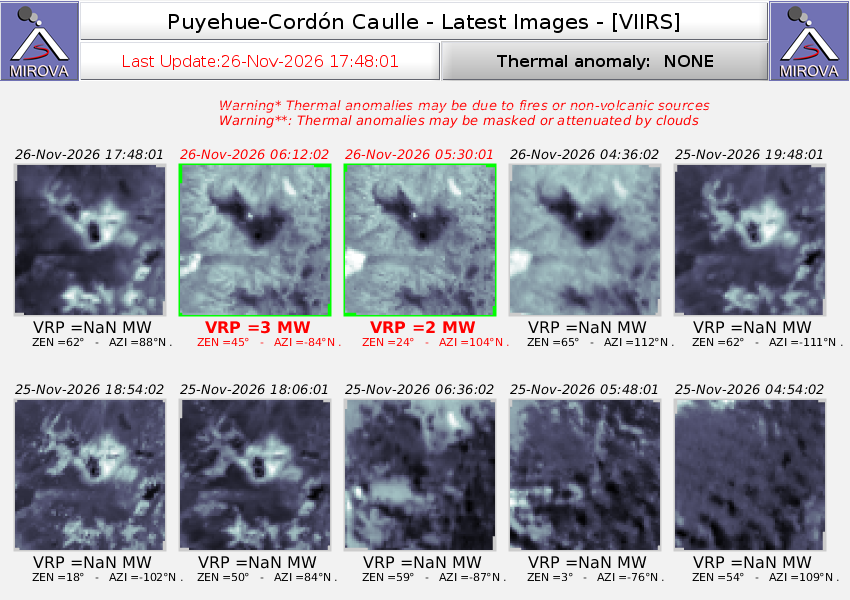 Puyehue-Cordón Caulle - Latest Images - [VIIRS]
MIROVA
Last Update:26-Nov-2026 17:48:01
Thermal anomaly: NONE
MIROVA
Warning* Thermal anomalies may be due to fires or non-volcanic sources
Warning**: Thermal anomalies may be masked or attenuated by clouds
26-Nov-2026 17:48:01
26-Nov-2026 06:12:02
26-Nov-2026 05:30:01
26-Nov-2026 04:36:02
25-Nov-2026 19:48:01
VRP =NaN MW
VRP =3 MW
VRP =2 MW
VRP =NaN MW
VRP =NaN MW
ZEN =62° - AZI =88°N .
ZEN =45° - AZI =-84°N .
ZEN =24° - AZI =104°N .
ZEN =65° - AZI =112°N .
ZEN =62° - AZI =-111°N .
25-Nov-2026 18:54:02
25-Nov-2026 18:06:01
25-Nov-2026 06:36:02
25-Nov-2026 05:48:01
25-Nov-2026 04:54:02
VRP =NaN MW
VRP =NaN MW
VRP =NaN MW
VRP =NaN MW
VRP =NaN MW
ZEN =18° - AZI =-102°N .
ZEN =50° - AZI =84°N .
ZEN =59° - AZI =-87°N .
ZEN =3° - AZI =-76°N .
ZEN =54° - AZI =109°N .